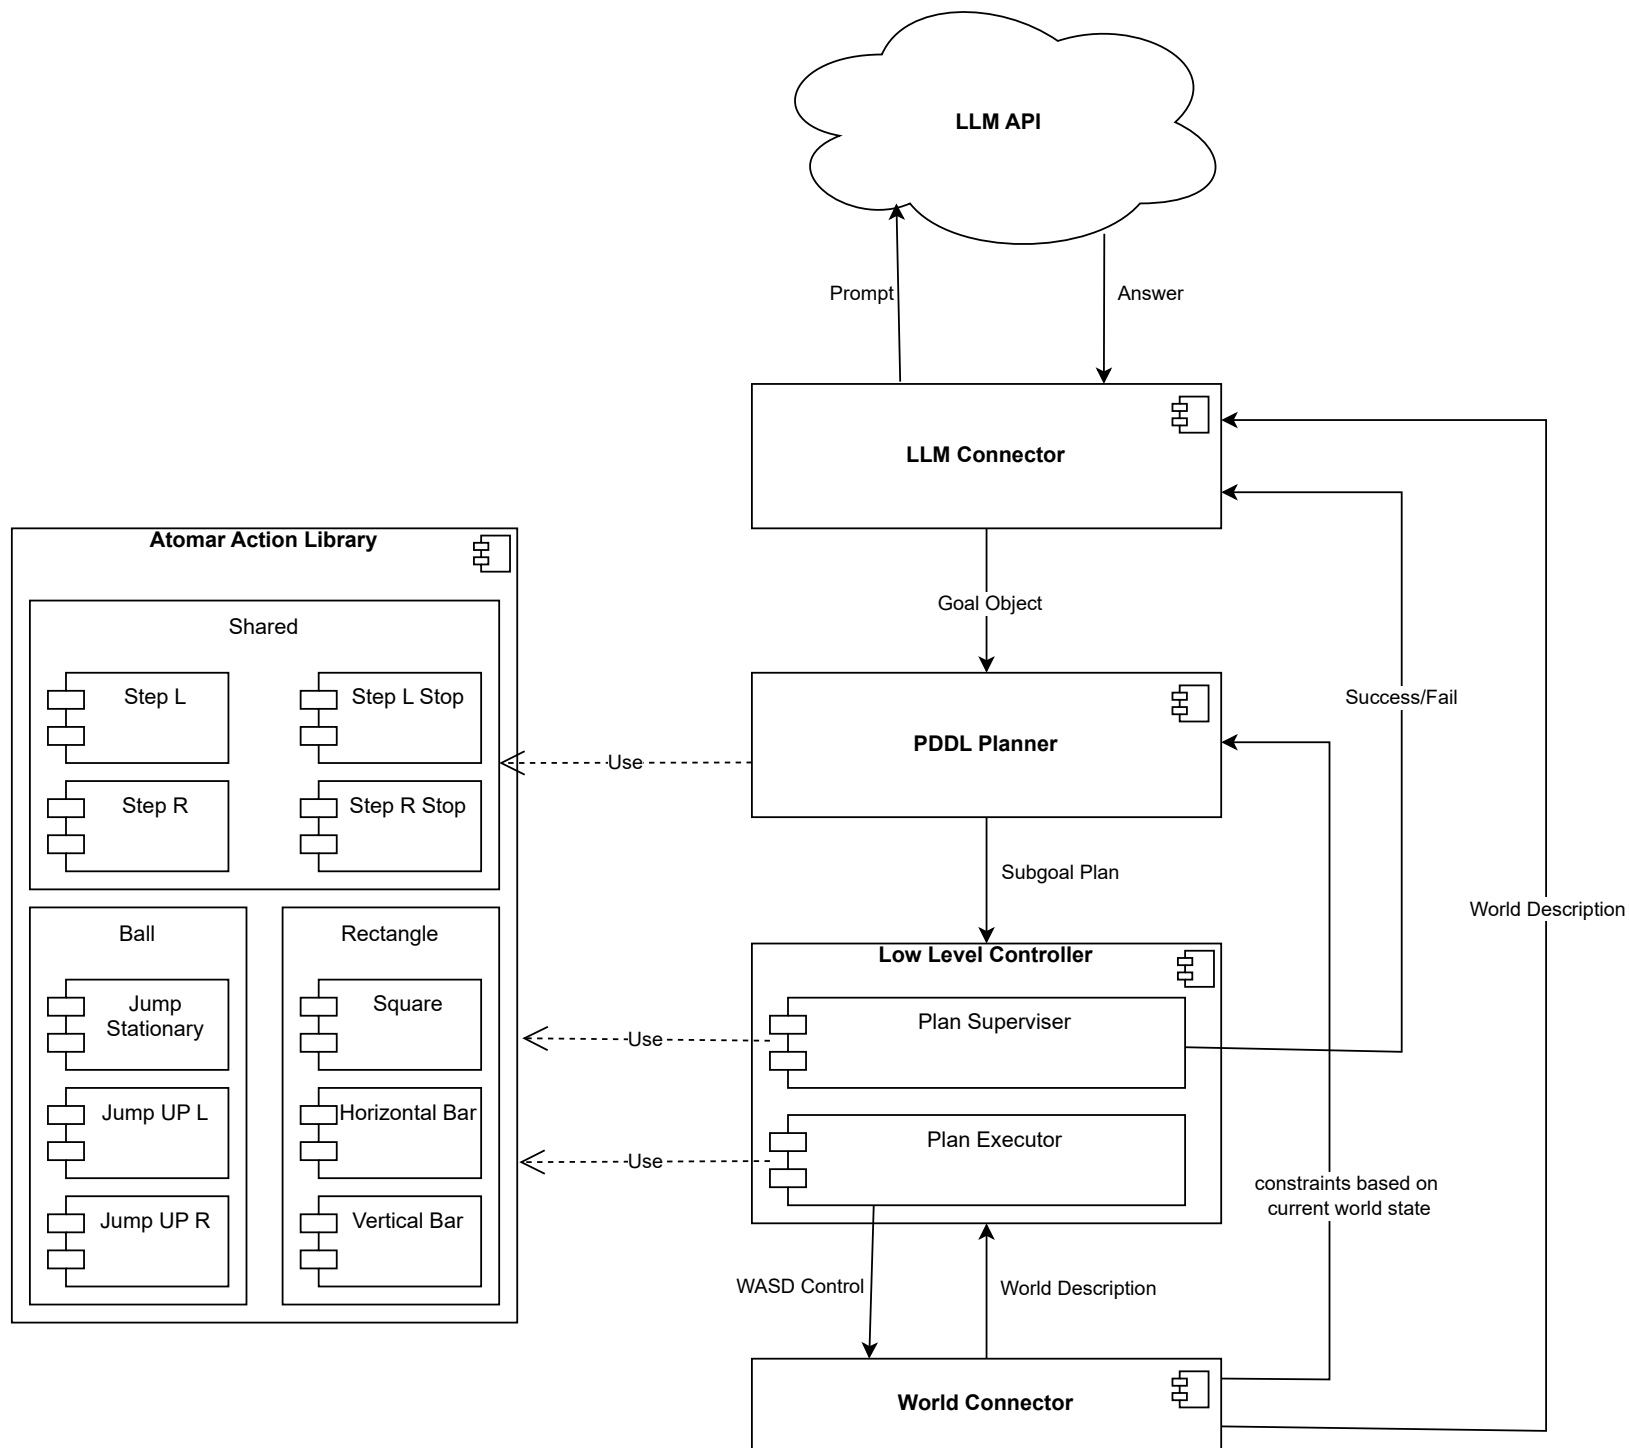 LLM API
Prompt
Answer
LLM Connector
Goal Object
Atomar Action Library
Shared
Step L
Step L Stop
Step R
Step R Stop
Use
PDDL Planner
Success/Fail
Subgoal Plan
World Description
Ball
Rectangle
Jump
Stationary
Square
Jump UP L
Horizontal Bar
Jump UP R
Vertical Bar
Low Level Controller
Use
Plan Superviser
Use
Plan Executor
constraints based on
current world state
WASD Control
World Description
World Connector